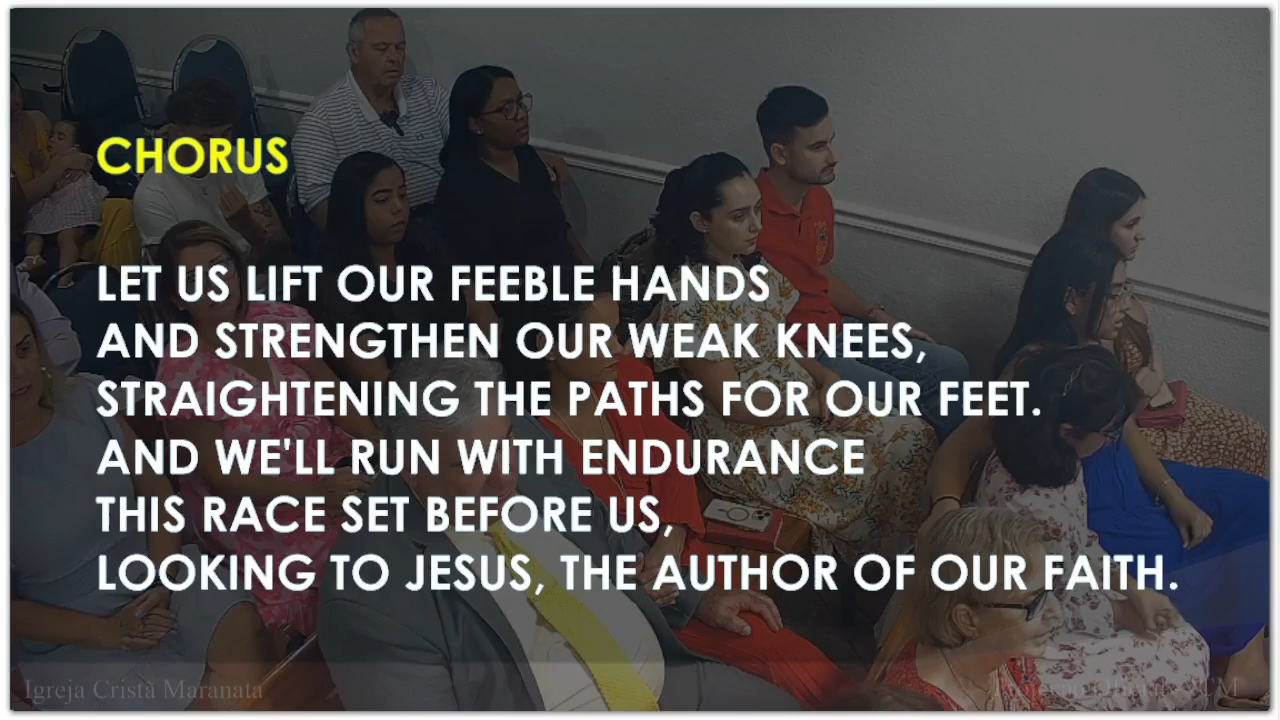 CHORUS
LET US LIFT OUR FEEBLE HANDS
AND STRENGTHEN OUR WEAK KNEES,
STRAIGHTENING THE PATHS FOR OUR FEET.
AND WE'LL RUN WITH ENDURANCE
THIS RACE SET BEFORE US,
LOOKING TO JESUS, THE AUTHOR OF OUR FAITH.
Igreja Cristã Maranata